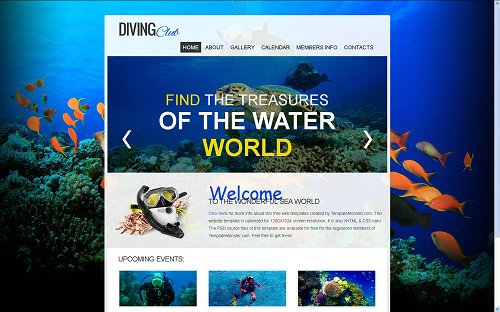 DIVING Club
HOME ABOUT GALLERY CALENDAR MEMBERS INFO CONTACTS
FIND THE TREASURES
OF THE WATER
WORLD
Welcome
TO THE WONDERFUL SEA WORLD
Click here for more info about this free web templates created by TemplateMonster.com. This
website template is optimized for 1280X1024 screen resolution. It is also XHTML & CSS valid.
The PSD source files of this template are available for free for the registered members of
TemplateMonster.com. Feel free to get them!
UPCOMING EVENTS: